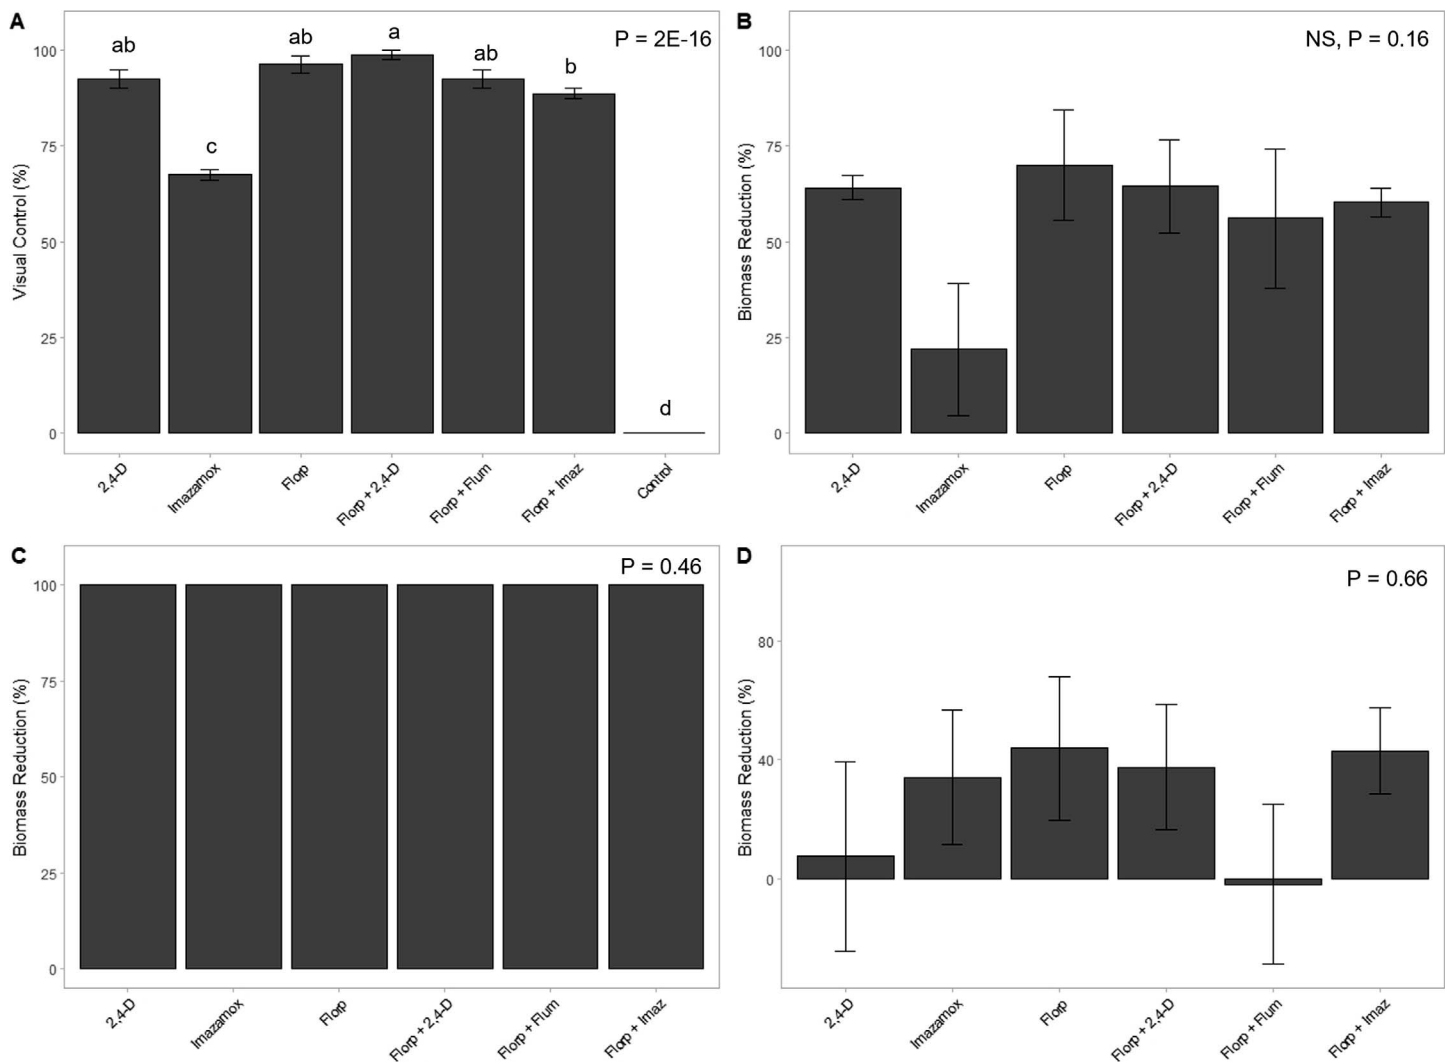 A
P = 2E-16
ab
c
ab
a
ab
b
d
Visual Control (%)
100
75
50
25
0
2,4-D
Imazamox
Florp
Florp + 2,4-D
Florp + Flum
Florp + Imaz
Control
B
NS, P = 0.16
Biomass Reduction (%)
100
75
50
25
0
2,4-D
Imazamox
Florp
Florp + 2,4-D
Florp + Flum
Florp + Imaz
C
P = 0.46
Biomass Reduction (%)
100
75
50
25
0
2,4-D
Imazamox
Florp
Florp + 2,4-D
Florp + Flum
Florp + Imaz
D
P = 0.66
Biomass Reduction (%)
80
40
0
2,4-D
Imazamox
Florp
Florp + 2,4-D
Florp + Flum
Florp + Imaz